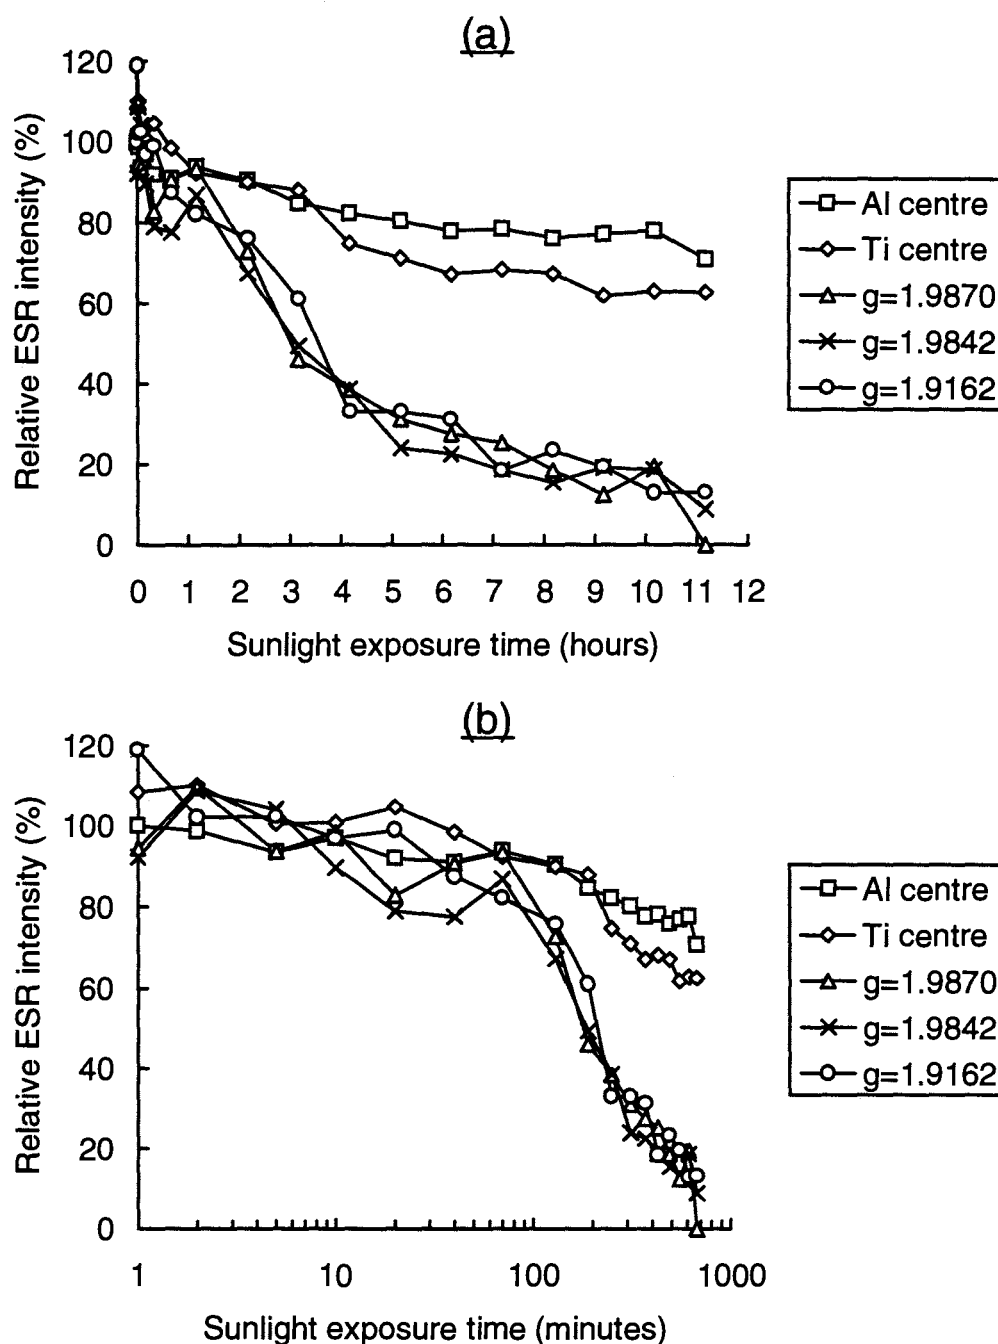 (a)
120
100
80
60
40
20
0
Relative ESR intensity (%)
0 1 2 3 4 5 6 7 8 9 10 11 12
Sunlight exposure time (hours)
Al centre
Ti centre
g=1.9870
g=1.9842
g=1.9162
(b)
120
100
80
60
40
20
0
Relative ESR intensity (%)
1 10 100 1000
Sunlight exposure time (minutes)
Al centre
Ti centre
g=1.9870
g=1.9842
g=1.9162